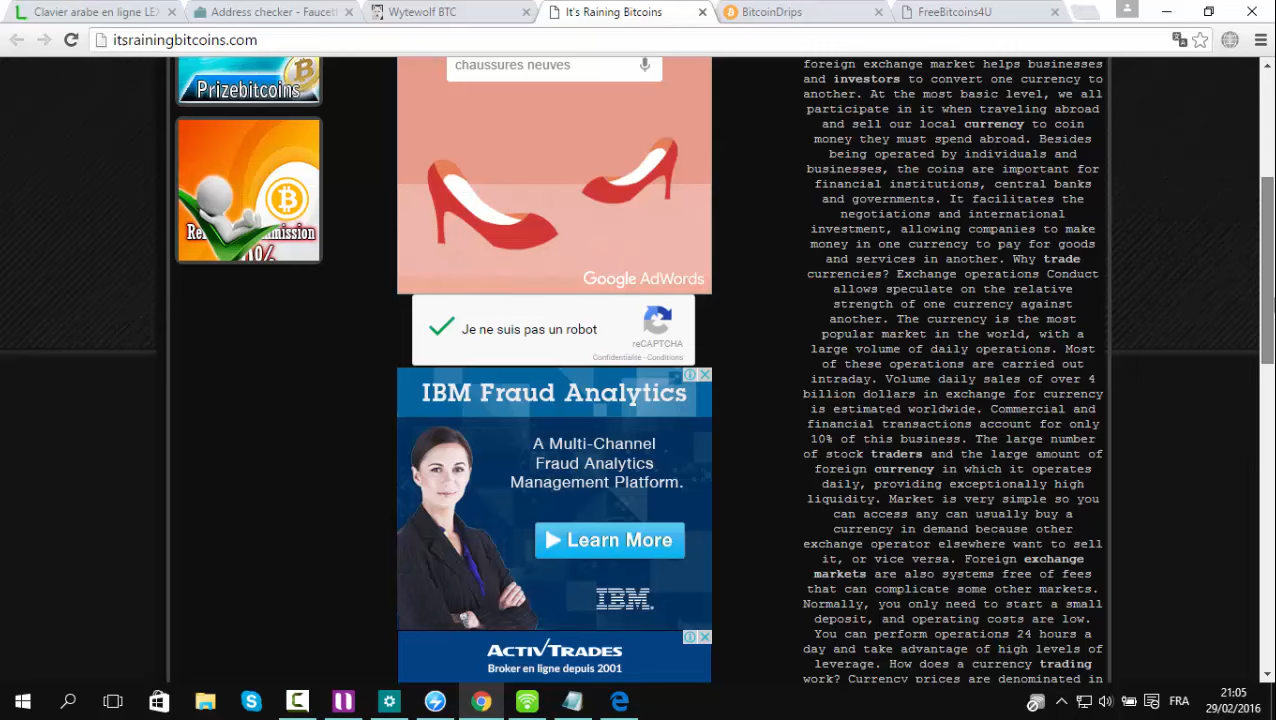 Clavier arabe en ligne LEX
Address checker - Faucet
Wytewolf BTC
It's Raining Bitcoins
BitcoinDrips
FreeBitcoins4U
itsrainingbitcoins.com
Prizebitcoins
chaussures neuves
Google AdWords
Je ne suis pas un robot
reCAPTCHA
Confidentialité - Conditions
IBM Fraud Analytics
A Multi-Channel
Fraud Analytics
Management Platform.
Learn More
IBM.
ACTIVTRADES
Broker en ligne depuis 2001
foreign exchange market helps businesses
and investors to convert one currency to
another. At the most basic level, we all
participate in it when traveling abroad
and sell our local currency to coin
money they must spend abroad. Besides
being operated by individuals and
businesses, the coins are important for
financial institutions, central banks
and governments. It facilitates the
negotiations and international
investment, allowing companies to make
money in one currency to pay for goods
and services in another. Why trade
currencies? Exchange operations Conduct
allows speculate on the relative
strength of one currency against
another. The currency is the most
popular market in the world, with a
large volume of daily operations. Most
of these operations are carried out
intraday. Volume daily sales of over 4
billion dollars in exchange for currency
is estimated worldwide. Commercial and
financial transactions account for only
10% of this business. The large number
of stock traders and the large amount of
foreign currency in which it operates
daily, providing exceptionally high
liquidity. Market is very simple so you
can access any can usually buy a
currency in demand because other
exchange operator elsewhere want to sell
it, or vice versa. Foreign exchange
markets are also systems free of fees
that can complicate some other markets.
Normally, you only need to start a small
deposit, and operating costs are low.
You can perform operations 24 hours a
day and take advantage of high levels of
leverage. How does a currency trading
work? Currency prices are denominated in
FRA
21:05
29/02/2016